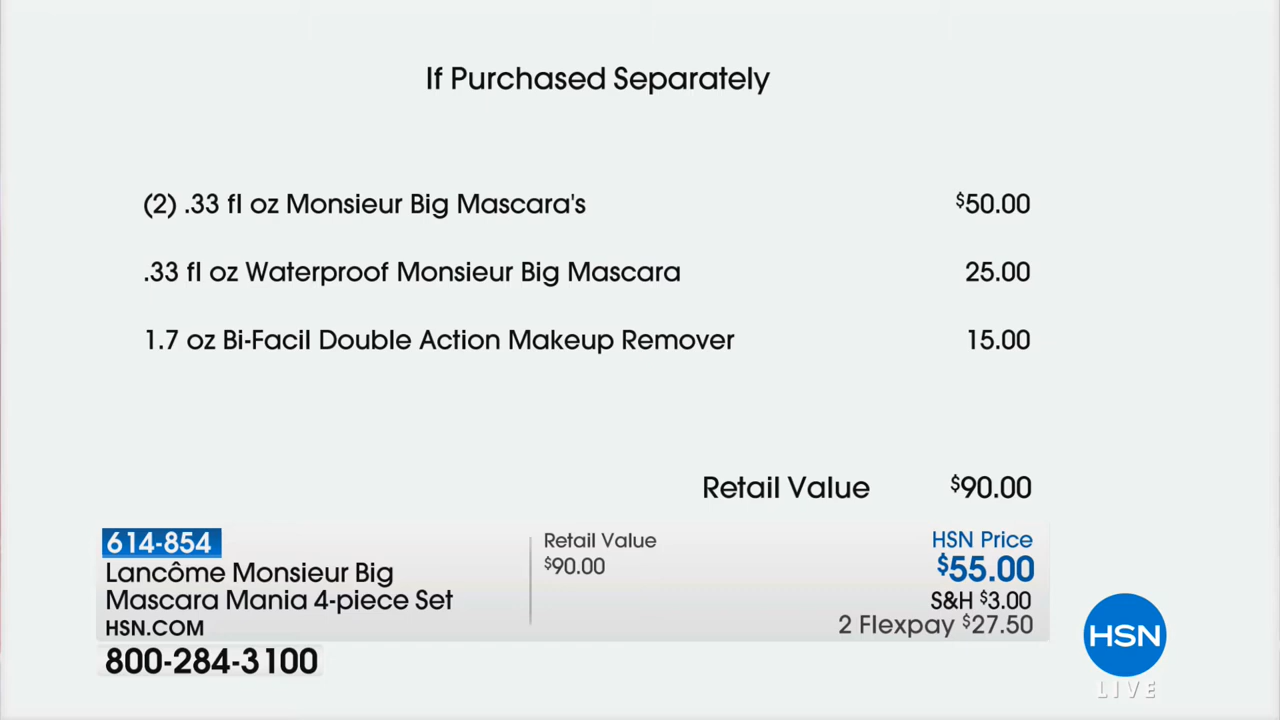 If Purchased Separately
(2) .33 fl oz Monsieur Big Mascara's $50.00
.33 fl oz Waterproof Monsieur Big Mascara 25.00
1.7 oz Bi-Facil Double Action Makeup Remover 15.00
Retail Value $90.00
614-854
Lancôme Monsieur Big
Mascara Mania 4-piece Set
HSN.COM
800-284-3100
Retail Value
$90.00
HSN Price
$55.00
S&H $3.00
2 Flexpay $27.50
HSN
LIVE